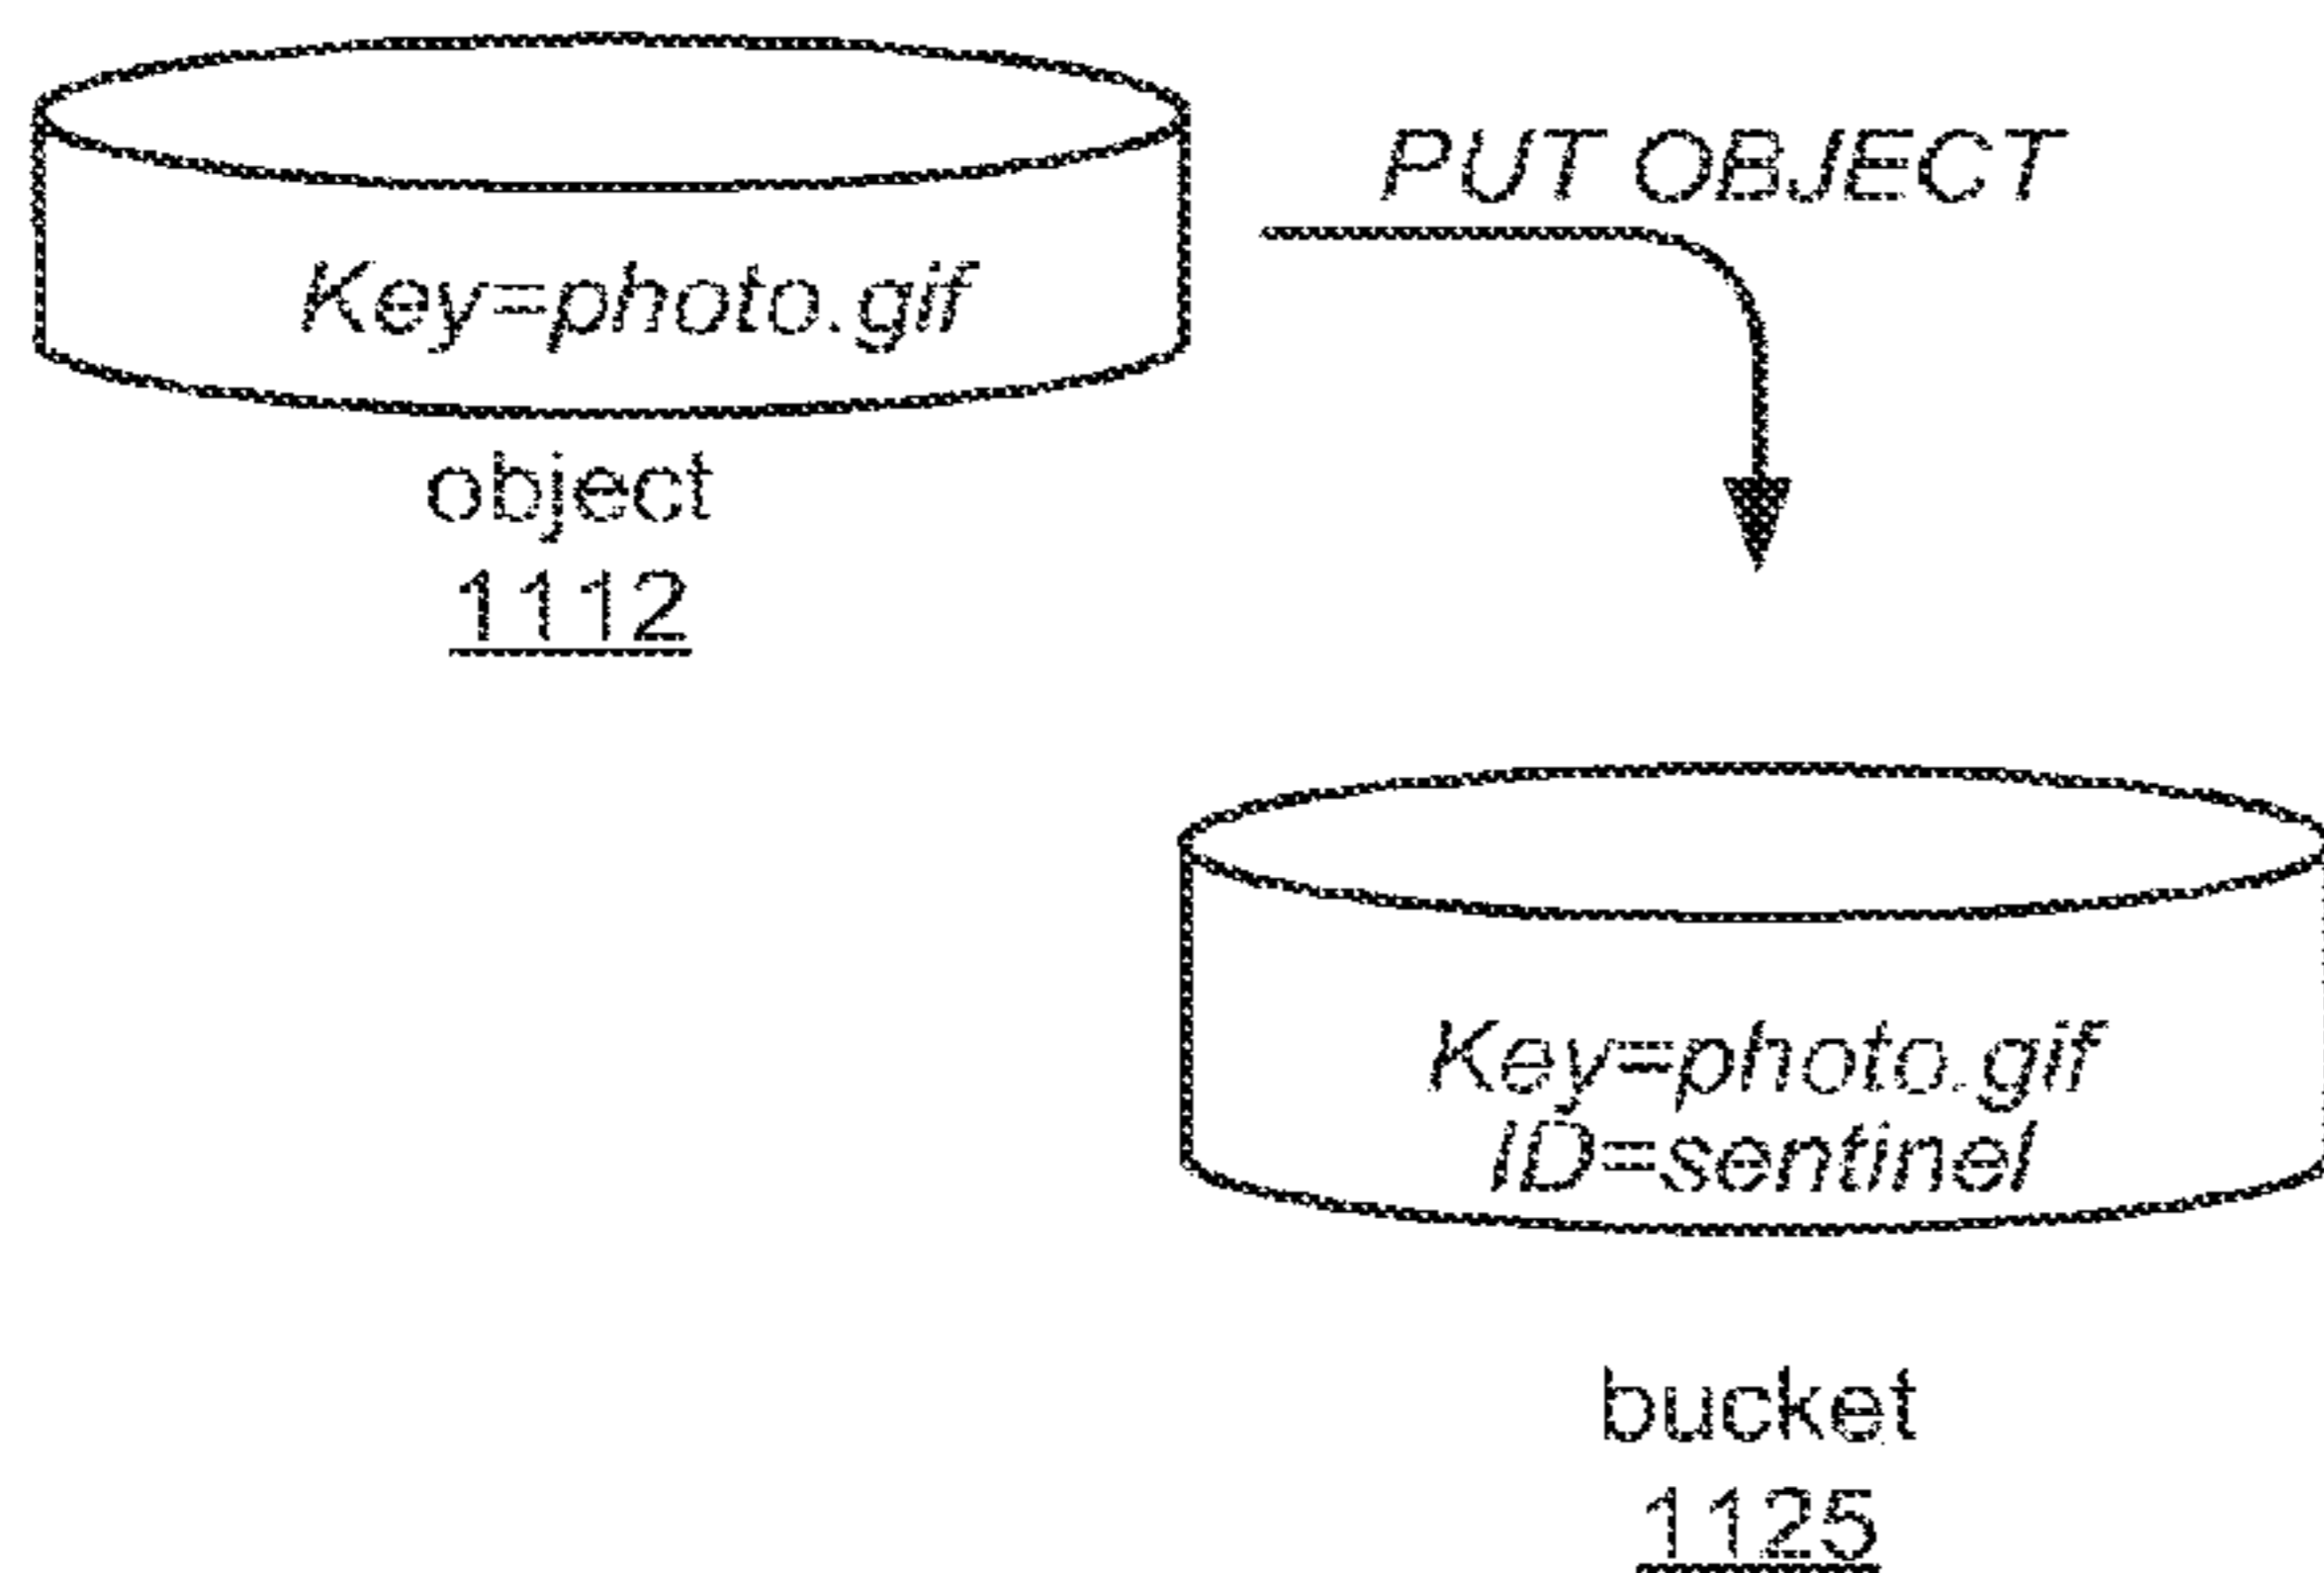 PUT OBJECT
Key=photo.gif
object
1112
Key=photo.gif
ID=sentinel
bucket
1125